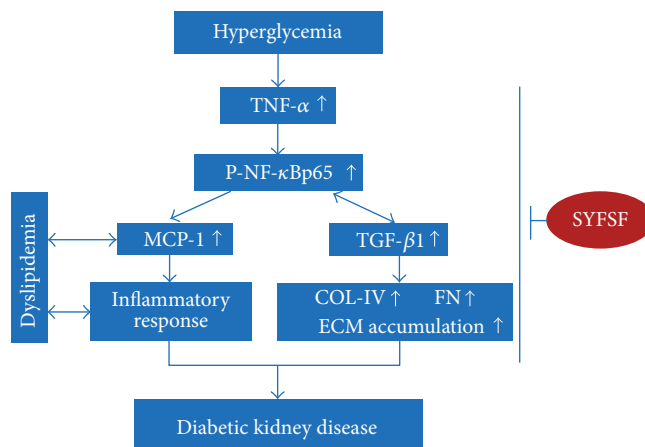 Hyperglycemia
TNF-α ↑
P-NF-κBp65 ↑
SYFSF
Dyslipidemia
MCP-1 ↑
TGF-β1 ↑
Inflammatory
response
COL-IV ↑ FN ↑
ECM accumulation ↑
Diabetic kidney disease